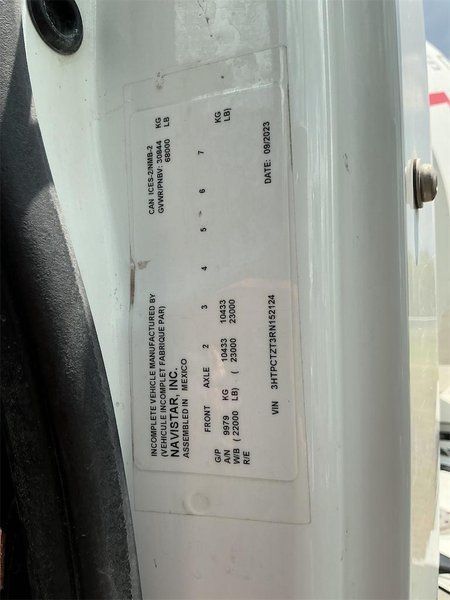 INCOMPLETE VEHICLE MANUFACTURED BY
(VEHICULE INCOMPLET FABRIQUE PAR)
NAVISTAR, INC.
ASSEMBLED IN MEXICO
CAN ICES-2/NMB-2
GVWR/PNBV: 30844 KG
68000 LB
FRONT AXLE 2 3 4 5 6 7
G/P
A/N 9979 KG 10433 10433 KG
W/B ( 22000 LB) ( 23000 23000 LB)
R/E
DATE: 09/2023
VIN 3HTPCTZT3RN152124